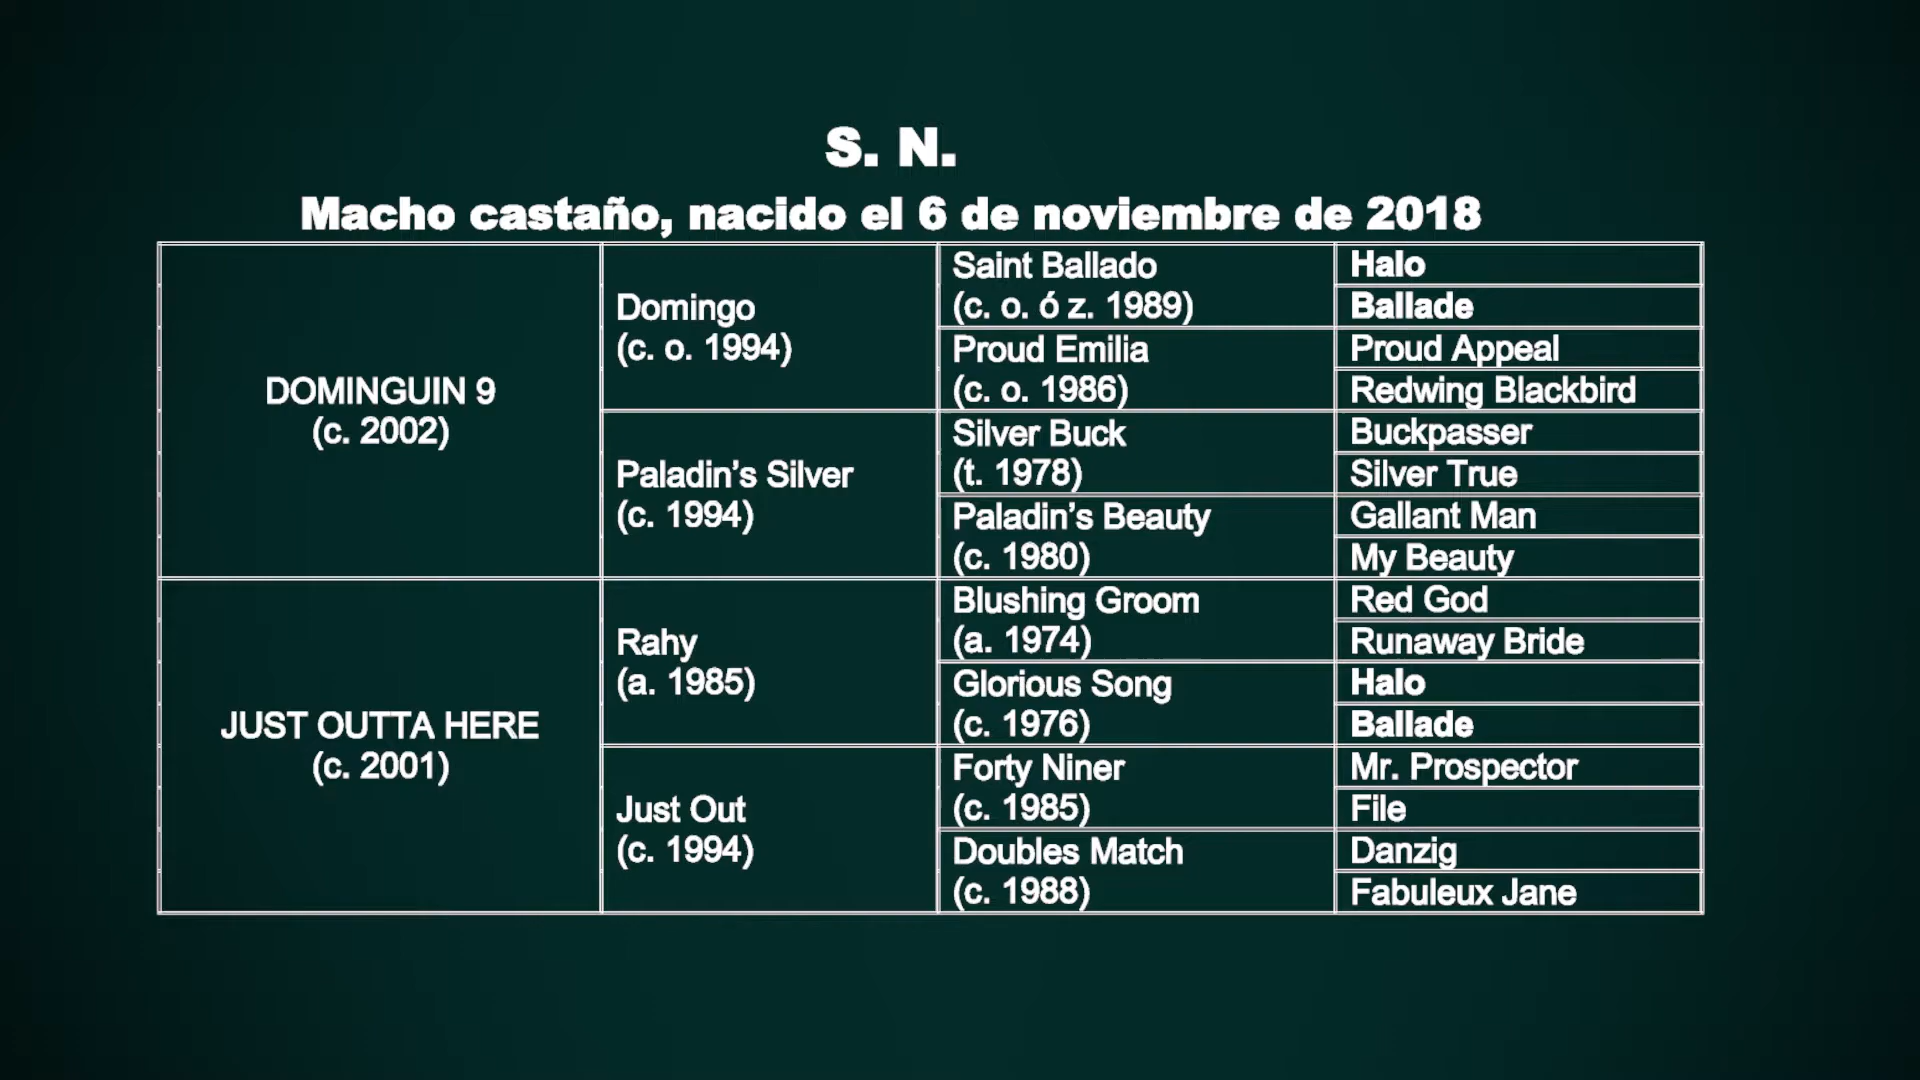 S. N.
Macho castaño, nacido el 6 de noviembre de 2018
DOMINGUIN 9
(c. 2002)
Domingo
(c. o. 1994)
Saint Ballado
(c. o. ó z. 1989)
Halo
Ballade
Proud Emilia
(c. o. 1986)
Proud Appeal
Redwing Blackbird
Paladin’s Silver
(c. 1994)
Silver Buck
(t. 1978)
Buckpasser
Silver True
Paladin’s Beauty
(c. 1980)
Gallant Man
My Beauty
JUST OUTTA HERE
(c. 2001)
Rahy
(a. 1985)
Blushing Groom
(a. 1974)
Red God
Runaway Bride
Glorious Song
(c. 1976)
Halo
Ballade
Just Out
(c. 1994)
Forty Niner
(c. 1985)
Mr. Prospector
File
Doubles Match
(c. 1988)
Danzig
Fabuleux Jane